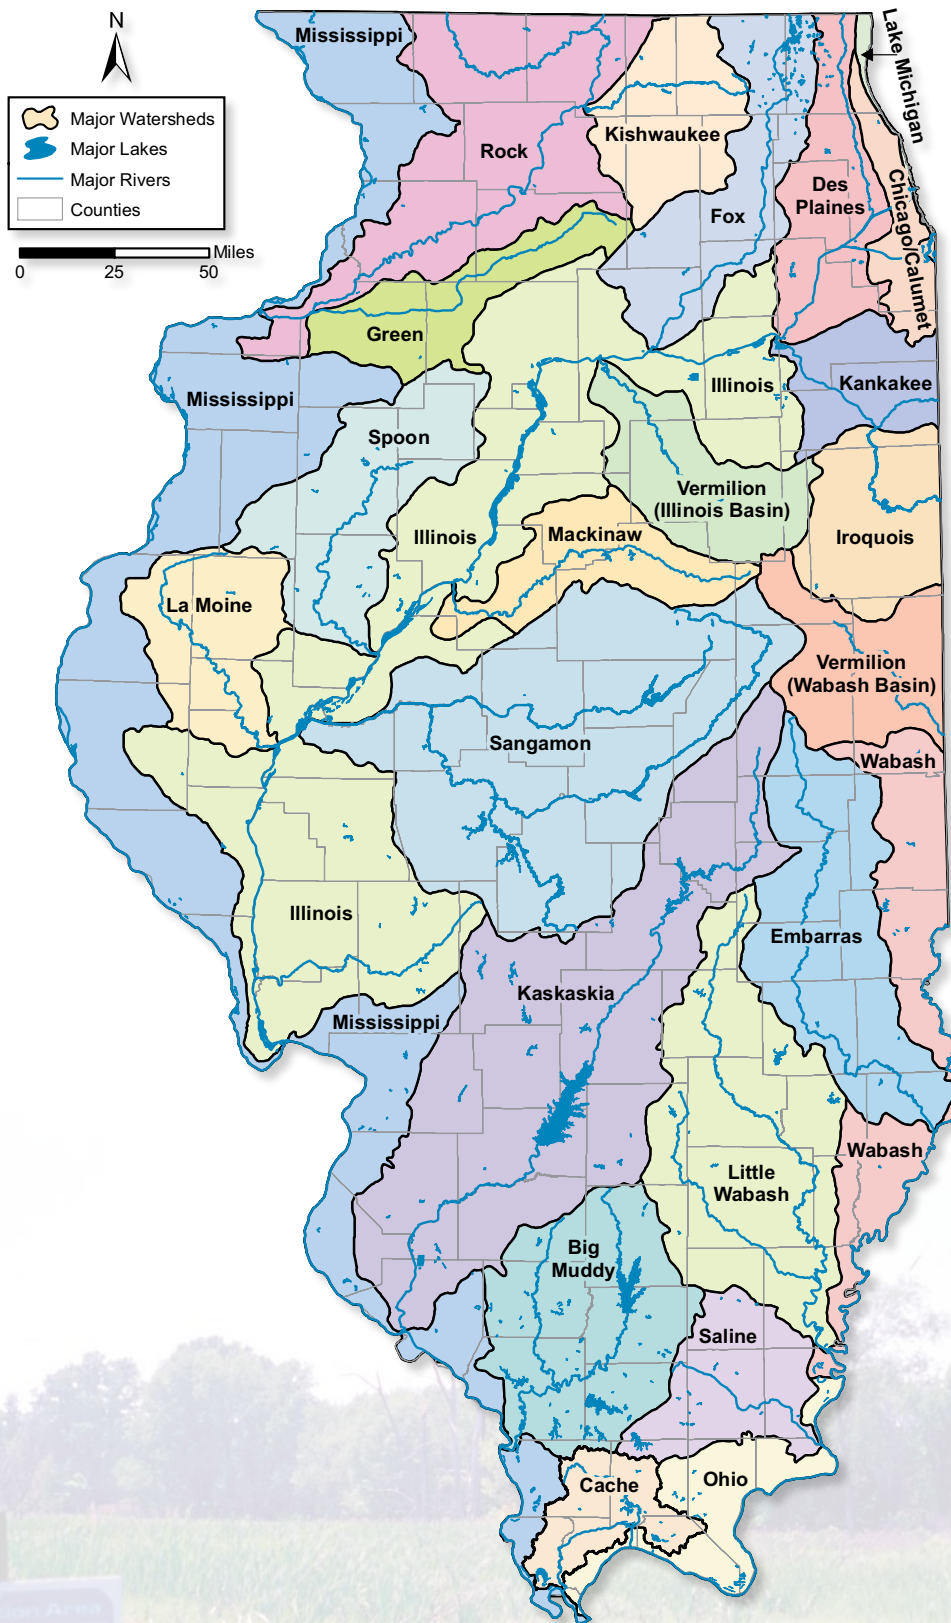 N
Major Watersheds
Major Lakes
Major Rivers
Counties
Miles
0 25 50
Mississippi
Rock
Kishwaukee
Fox
Des
Plaines
Lake Michigan
Chicago/Calumet
Green
Mississippi
Spoon
Illinois
Kankakee
Vermilion
(Illinois Basin)
Illinois
Mackinaw
Iroquois
La Moine
Vermilion
(Wabash Basin)
Sangamon
Wabash
Illinois
Embarras
Kaskaskia
Mississippi
Wabash
Little
Wabash
Big
Muddy
Saline
Cache
Ohio
on Area